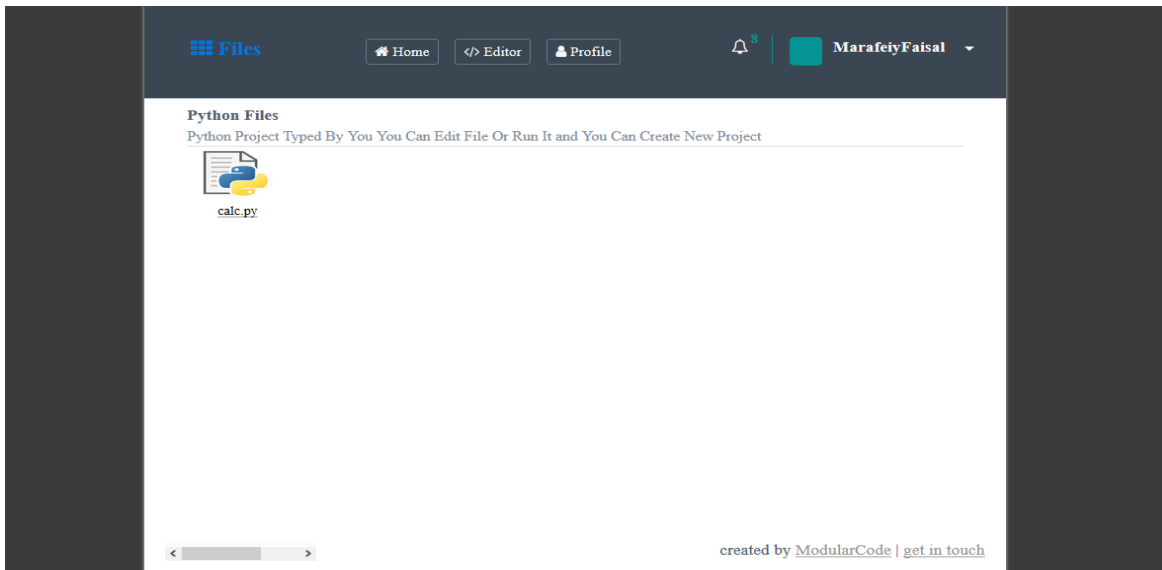 Files
Home
</> Editor
Profile
8
MarafeiyFaisal
Python Files
Python Project Typed By You You Can Edit File Or Run It and You Can Create New Project
calc.py
created by ModularCode | get in touch